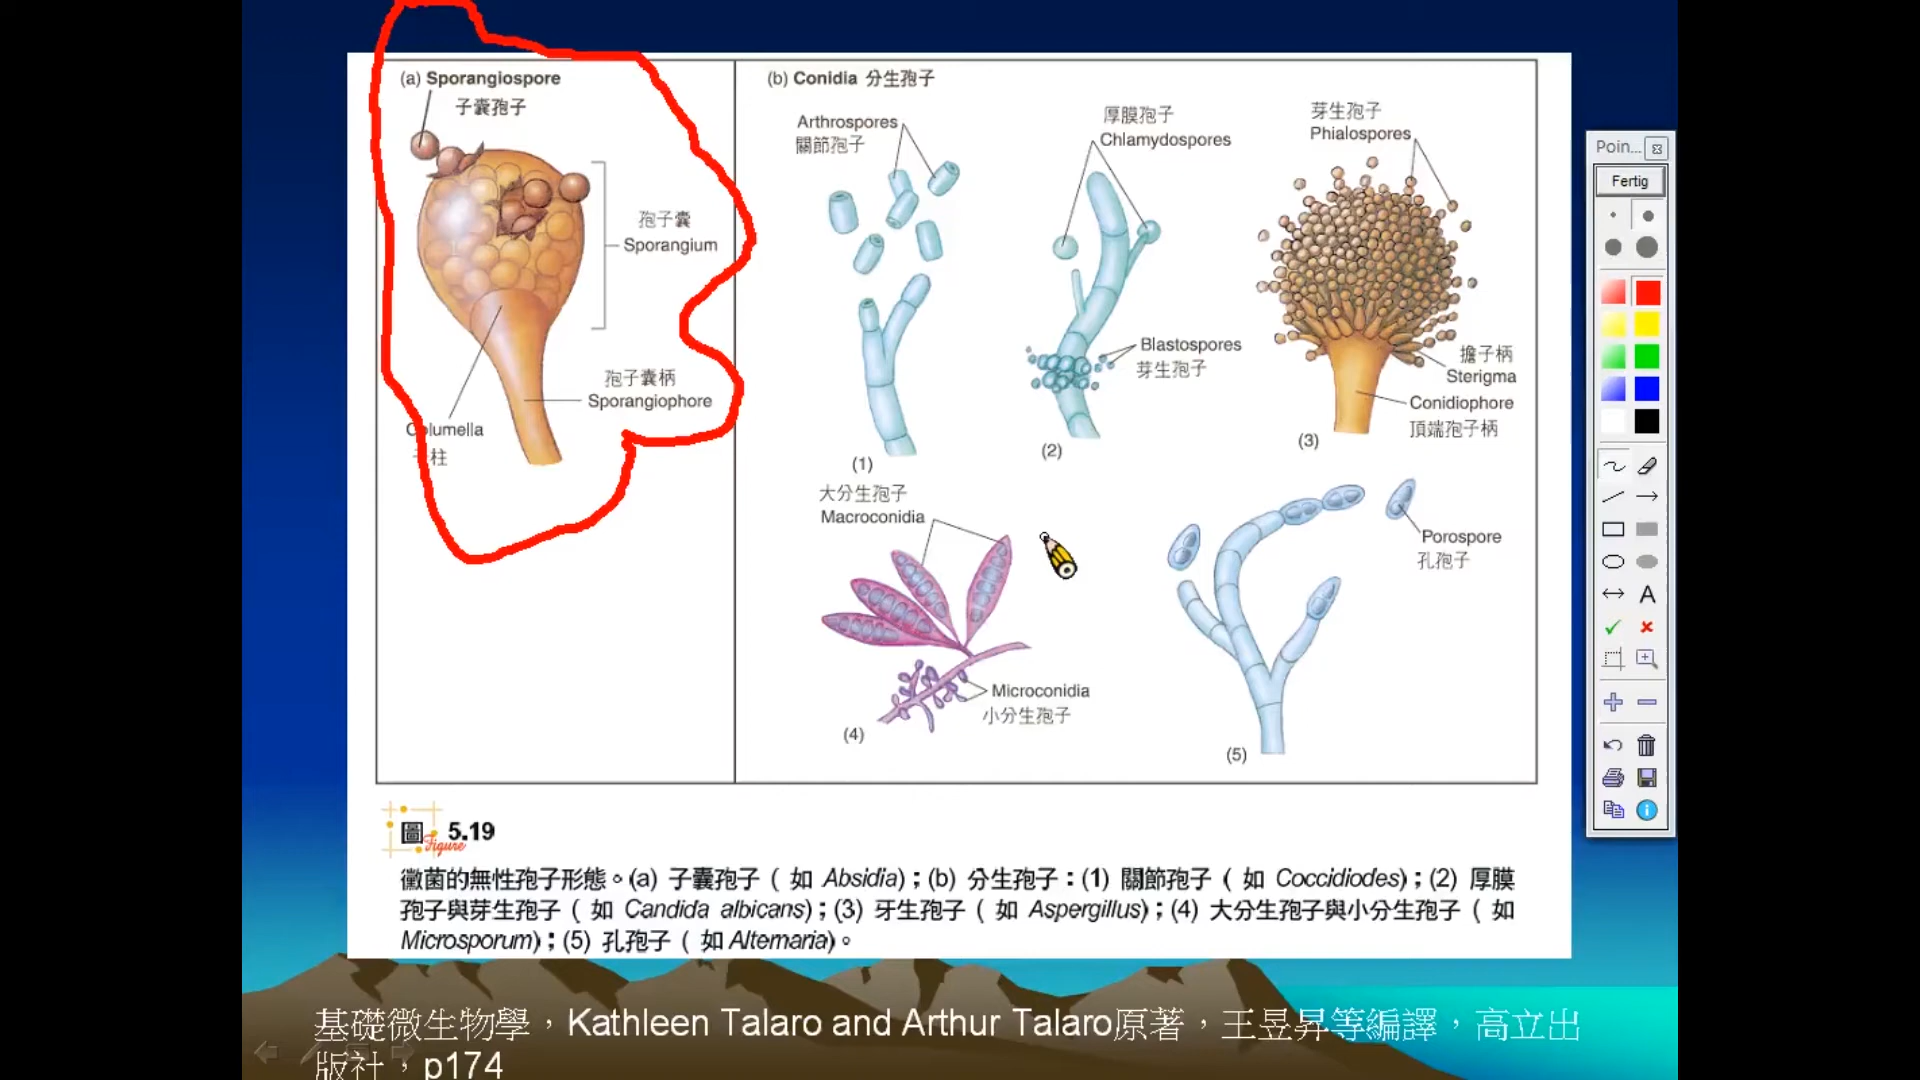 (a) Sporangiospore
子囊孢子
孢子囊
Sporangium
孢子囊柄
Sporangiophore
Columella
柱
(b) Conidia 分生孢子
Arthrospores
關節孢子
(1)
厚膜孢子
Chlamydospores
Blastospores
芽生孢子
(2)
芽生孢子
Phialospores
擔子柄
Sterigma
Conidiophore
頂端孢子柄
(3)
大分生孢子
Macroconidia
Microconidia
小分生孢子
(4)
Porospore
孔孢子
(5)
圖 Figure 5.19
黴菌的無性孢子形態。(a) 子囊孢子 ( 如 Absidia)；(b) 分生孢子：(1) 關節孢子 ( 如 Coccidiodes)；(2) 厚膜
孢子與芽生孢子 ( 如 Candida albicans)；(3) 牙生孢子 ( 如 Aspergillus)；(4) 大分生孢子與小分生孢子 ( 如
Microsporum)；(5) 孔孢子 ( 如 Alternaria)。
基礎微生物學，Kathleen Talaro and Arthur Talaro原著，王昱昇等編譯，高立出
版社，p174
Poin...
Fertig
A